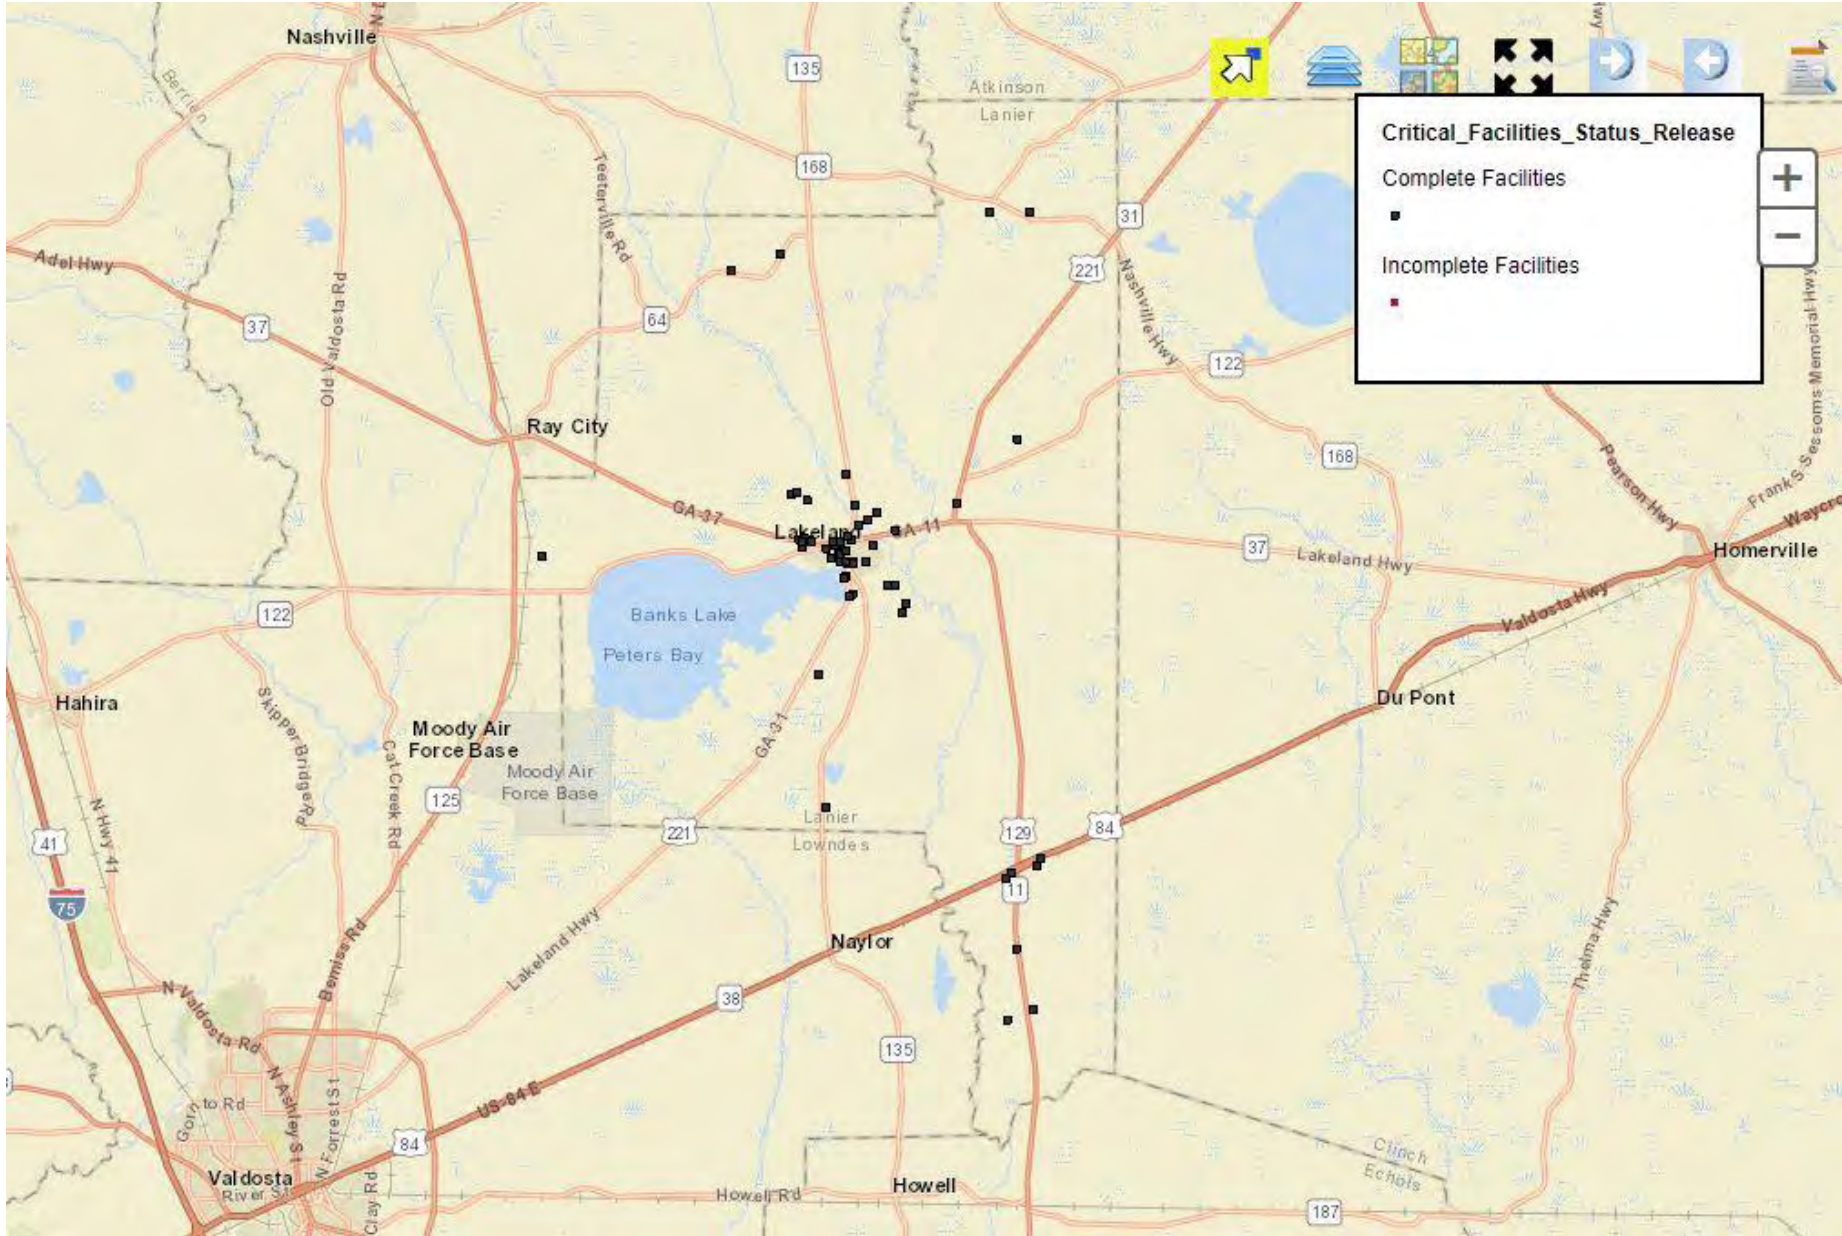 Nashville
Berrien
135
Atkinson
Lanier
Hwy
Critical_Facilities_Status_Release
Complete Facilities
Incomplete Facilities
+
−
168
Teeterville Rd
31
221
Nashville Hwy
Adel Hwy
Old Valdosta Rd
37
64
122
Frank S Sessoms Memorial Hwy
Ray City
168
Pearson Hwy
GA-37
Lakeland
GA-11
37
Lakeland Hwy
Waycro
Homerville
Valdosta Hwy
122
Banks Lake
Peters Bay
Hahira
Skipper Bridge Rd
Moody Air
Force Base
Cat Creek Rd
Moody Air
Force Base
GA-31
Du Pont
125
N Hwy 41
41
75
221
Lanier
Lowndes
129
84
11
Bemiss Rd
Lakeland Hwy
Naylor
Thelma Hwy
N Valdosta Rd
38
135
N Ashley St
N Forrest St
Gorn
to Rd
US-84 E
84
Clinch
Echols
Valdosta
River St
Clay Rd
Howell Rd
Howell
187